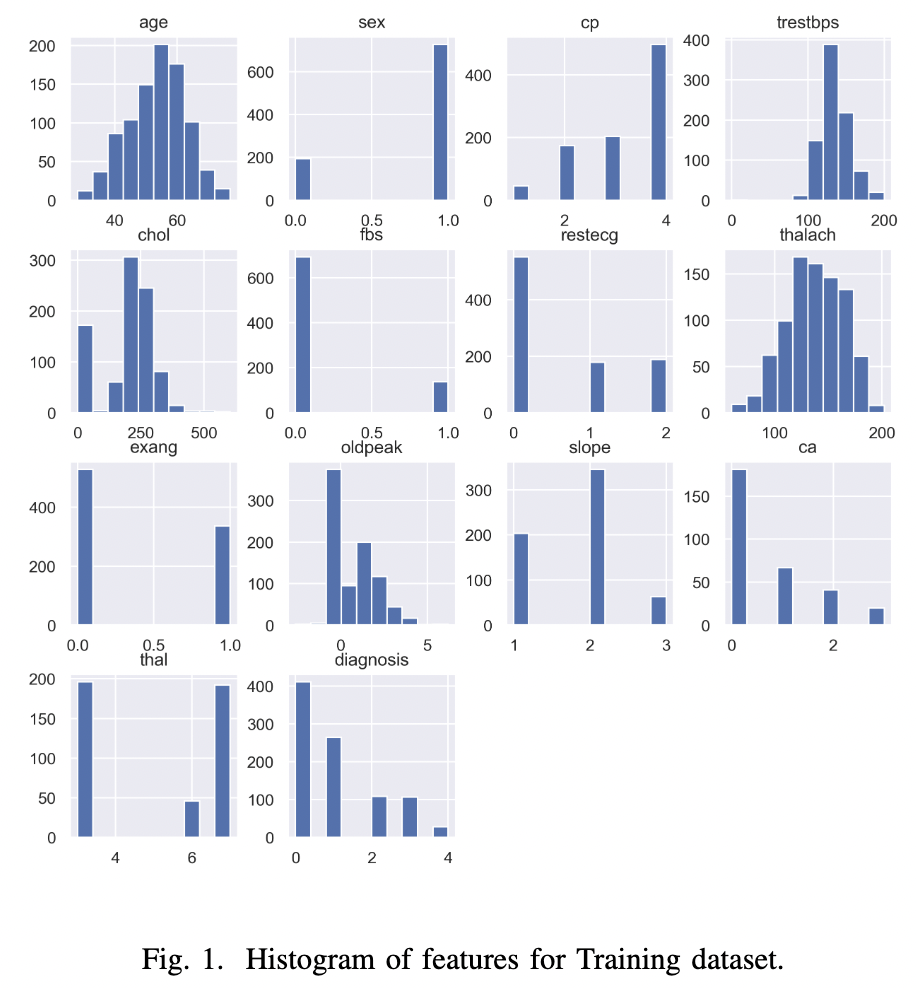 age sex cp trestbps
200 150 100 50 0
40 60
600 400 200 0
0.0 0.5 1.0
400 200 0
2 4
400 300 200 100 0
0 100 200
chol fbs restecg thalach
300 200 100 0
0 250 500
600 400 200 0
0.0 0.5 1.0
400 200 0
0 1 2
150 100 50 0
100 200
exang oldpeak slope ca
400 200 0
0.0 0.5 1.0
300 200 100 0
0 5
300 200 100 0
1 2 3
150 100 50 0
0 2
thal diagnosis
200 150 100 50 0
4 6
400 300 200 100 0
0 2 4
Fig. 1. Histogram of features for Training dataset.